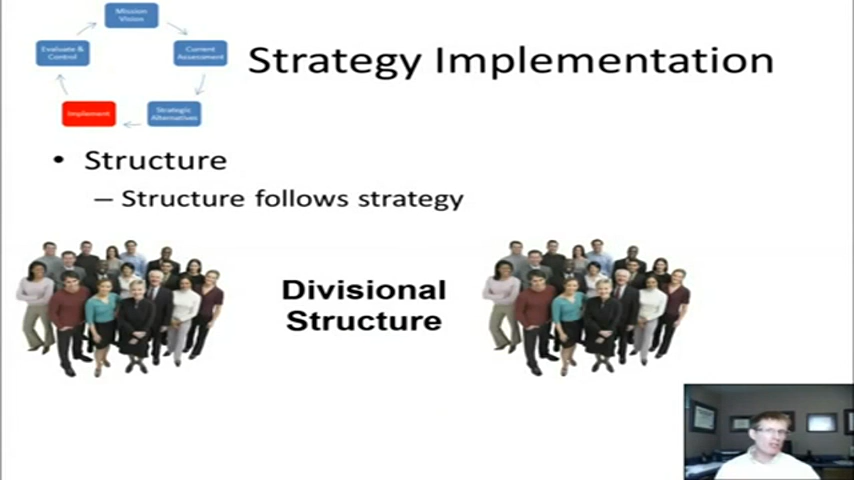 Mission
Vision
Evaluate &
Control
Current
Assessment
Strategy Implementation
Implement
Strategic
Alternatives
• Structure
– Structure follows strategy
Divisional
Structure